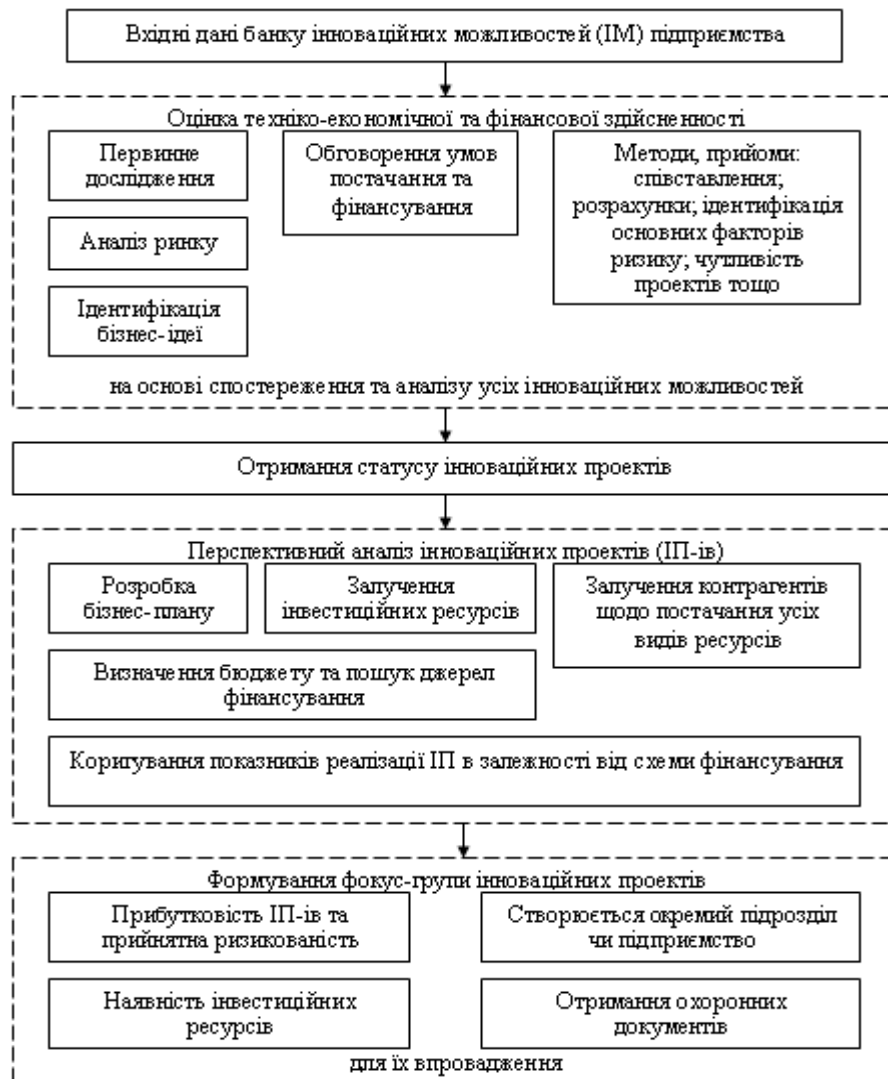 Вхідні дані банку інноваційних можливостей (ІМ) підприємства
Оцінка техніко-економічної та фінансової здійсненності
Первинне
дослідження
Аналіз ринку
Ідентифікація
бізнес-ідеї
Обговорення умов
постачання та
фінансування
Методи, прийоми:
співставлення;
розрахунки; ідентифікація
основних факторів
ризику; чутливість
проектів тощо
на основі спостереження та аналізу усіх інноваційних можливостей
Отримання статусу інноваційних проектів
Перспективний аналіз інноваційних проектів (ІП-ів)
Розробка
бізнес-плану
Залучення
інвестиційних ресурсів
Залучення контрагентів
щодо постачання усіх
видів ресурсів
Визначення бюджету та пошук джерел
фінансування
Коригування показників реалізації ІП в залежності від схеми фінансування
Формування фокус-групи інноваційних проектів
Прибутковість ІП-ів та
прийнятна ризикованість
Створюється окремий підрозділ
чи підприємство
Наявність інвестиційних
ресурсів
Отримання охоронних
документів
для їх впровадження